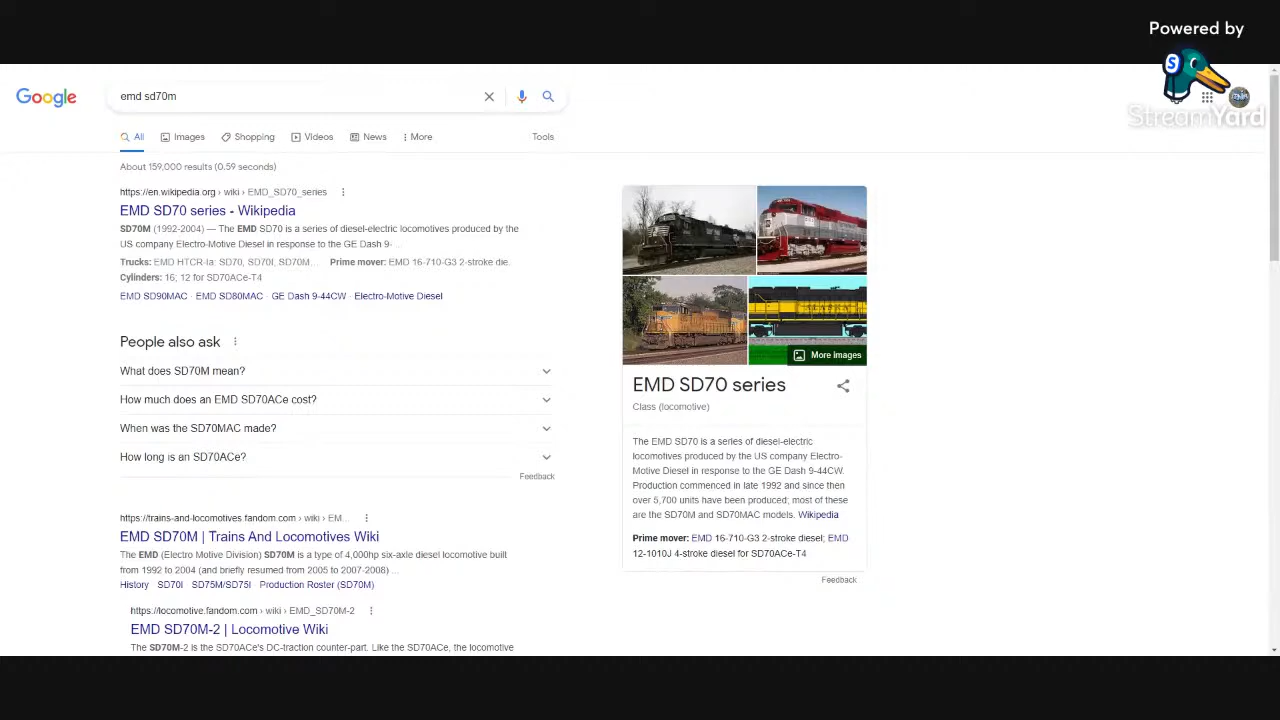 Powered by
StreamYard
Google
emd sd70m
All Images Shopping Videos News More Tools
About 159,000 results (0.59 seconds)
https://en.wikipedia.org › wiki › EMD_SD70_series
EMD SD70 series - Wikipedia
SD70M (1992-2004) — The EMD SD70 is a series of diesel-electric locomotives produced by the
US company Electro-Motive Diesel in response to the GE Dash 9- ...
Trucks: EMD HTCR-Ia: SD70, SD70I, SD70M... Prime mover: EMD 16-710-G3 2-stroke die.
Cylinders: 16; 12 for SD70ACe-T4
EMD SD90MAC · EMD SD80MAC · GE Dash 9-44CW · Electro-Motive Diesel
People also ask
What does SD70M mean?
How much does an EMD SD70ACe cost?
When was the SD70MAC made?
How long is an SD70ACe?
Feedback
https://trains-and-locomotives.fandom.com › wiki › EM...
EMD SD70M | Trains And Locomotives Wiki
The EMD (Electro Motive Division) SD70M is a type of 4,000hp six-axle diesel locomotive built
from 1992 to 2004 (and briefly resumed from 2005 to 2007-2008) ...
History SD70I SD75M/SD75I Production Roster (SD70M)
https://locomotive.fandom.com › wiki › EMD_SD70M-2
EMD SD70M-2 | Locomotive Wiki
The SD70M-2 is the SD70ACe's DC-traction counter-part. Like the SD70ACe, the locomotive
More images
EMD SD70 series
Class (locomotive)
The EMD SD70 is a series of diesel-electric
locomotives produced by the US company Electro-
Motive Diesel in response to the GE Dash 9-44CW.
Production commenced in late 1992 and since then
over 5,700 units have been produced; most of these
are the SD70M and SD70MAC models. Wikipedia
Prime mover: EMD 16-710-G3 2-stroke diesel; EMD
12-1010J 4-stroke diesel for SD70ACe-T4
Feedback